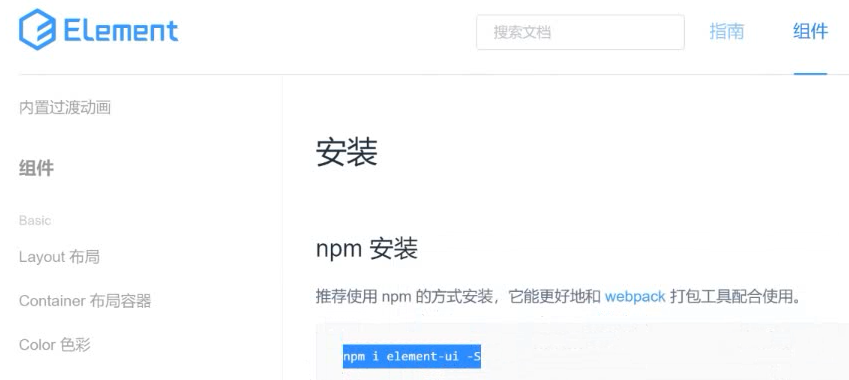 Element
搜索文档
指南
组件
内置过渡动画
组件
Basic
Layout 布局
Container 布局容器
Color 色彩
安装
npm 安装
推荐使用 npm 的方式安装，它能更好地和 webpack 打包工具配合使用。
npm i element-ui -S